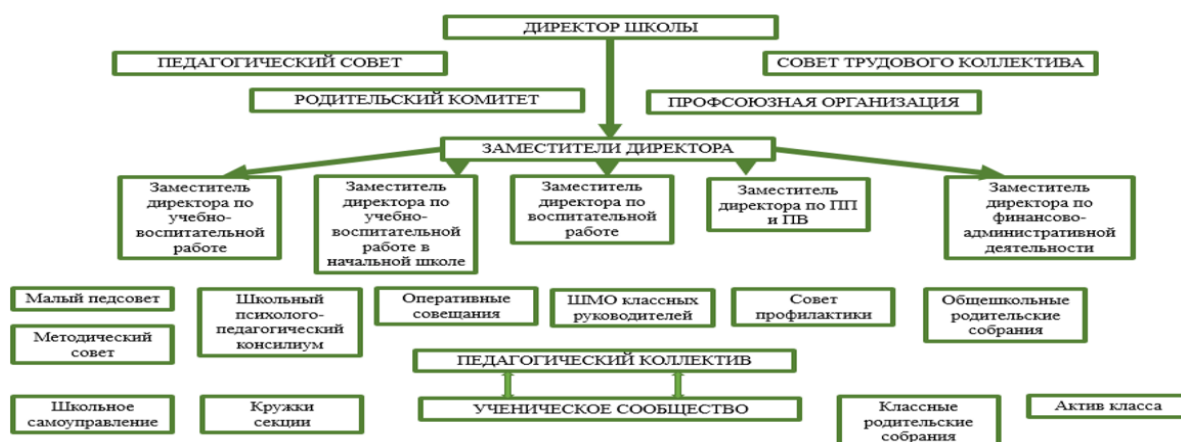 ДИРЕКТОР ШКОЛЫ
ПЕДАГОГИЧЕСКИЙ СОВЕТ
СОВЕТ ТРУДОВОГО КОЛЛЕКТИВА
РОДИТЕЛЬСКИЙ КОМИТЕТ
ПРОФСОЮЗНАЯ ОРГАНИЗАЦИЯ
ЗАМЕСТИТЕЛИ ДИРЕКТОРА
Заместитель
директора по
учебно-
воспитательной
работе
Заместитель
директора по
учебно-
воспитательной
работе в
начальной школе
Заместитель
директора по
воспитательной
работе
Заместитель
директора по ПП
и ПВ
Заместитель
директора по
финансово-
административной
деятельности
Малый педсовет
Методический
совет
Школьный
психолого-
педагогический
консилиум
Оперативные
совещания
ШМО классных
руководителей
Совет
профилактики
Общешкольные
родительские
собрания
ПЕДАГОГИЧЕСКИЙ КОЛЛЕКТИВ
Школьное
самоуправление
Кружки
секции
УЧЕНИЧЕСКОЕ СООБЩЕСТВО
Классные
родительские
собрания
Актив класса